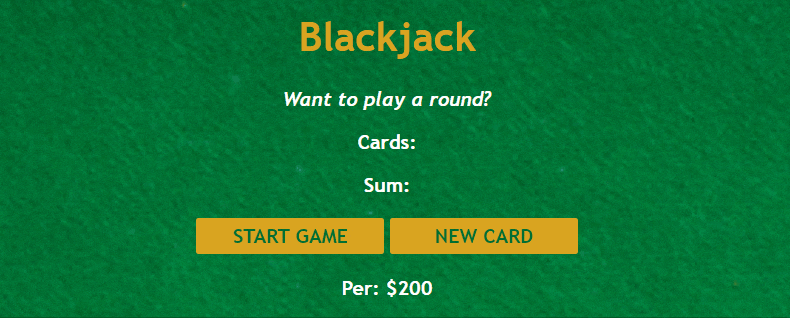 Blackjack
Want to play a round?
Cards:
Sum:
START GAME NEW CARD
Per: $200